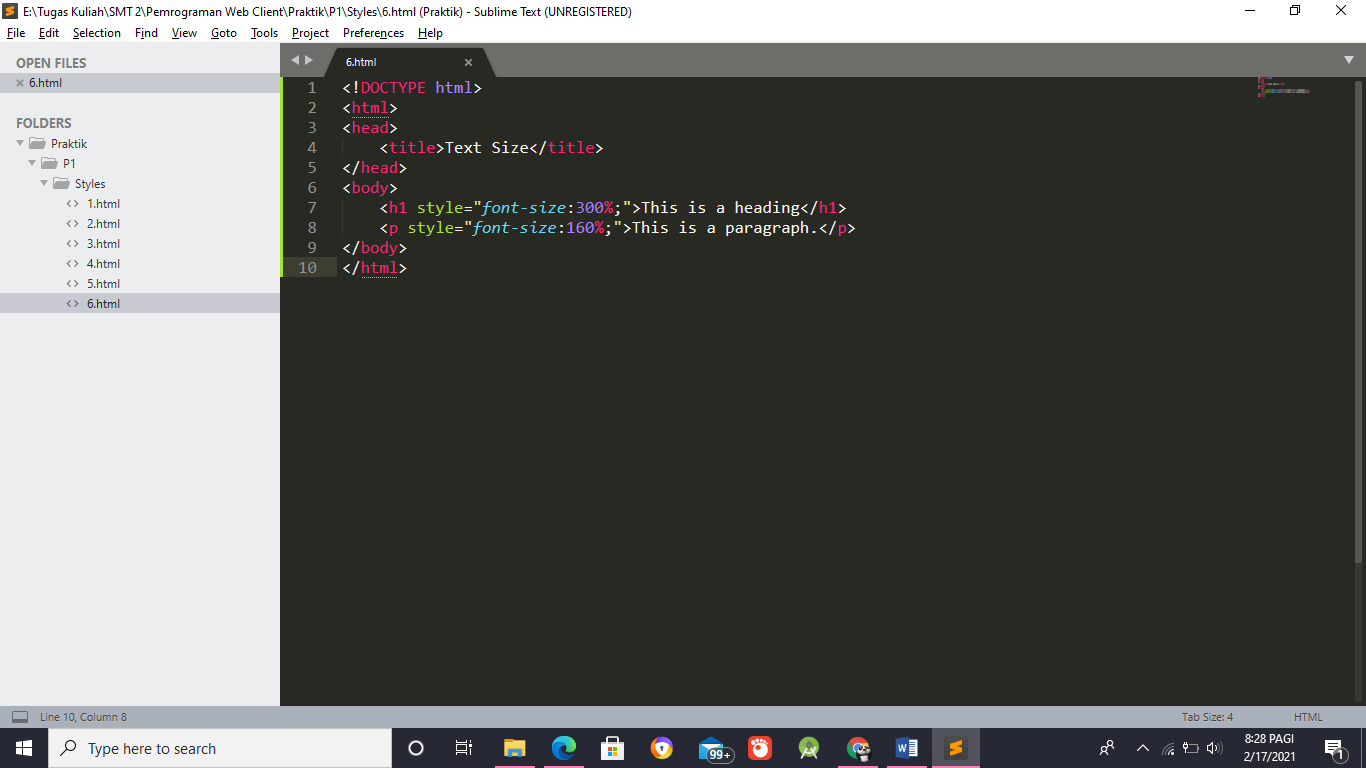 E:\Tugas Kuliah\SMT 2\Pemrograman Web Client\Praktik\P1\Styles\6.html (Praktik) - Sublime Text (UNREGISTERED)
File Edit Selection Find View Goto Tools Project Preferences Help
OPEN FILES
6.html
FOLDERS
Praktik
P1
Styles
1.html
2.html
3.html
4.html
5.html
6.html
6.html
1 <!DOCTYPE html>
2 <html>
3 <head>
4     <title>Text Size</title>
5 </head>
6 <body>
7     <h1 style="font-size:300%;">This is a heading</h1>
8     <p style="font-size:160%;">This is a paragraph.</p>
9 </body>
10 </html>
Line 10, Column 8
Tab Size: 4
HTML
Type here to search
99+
8:28 PAGI
2/17/2021
1